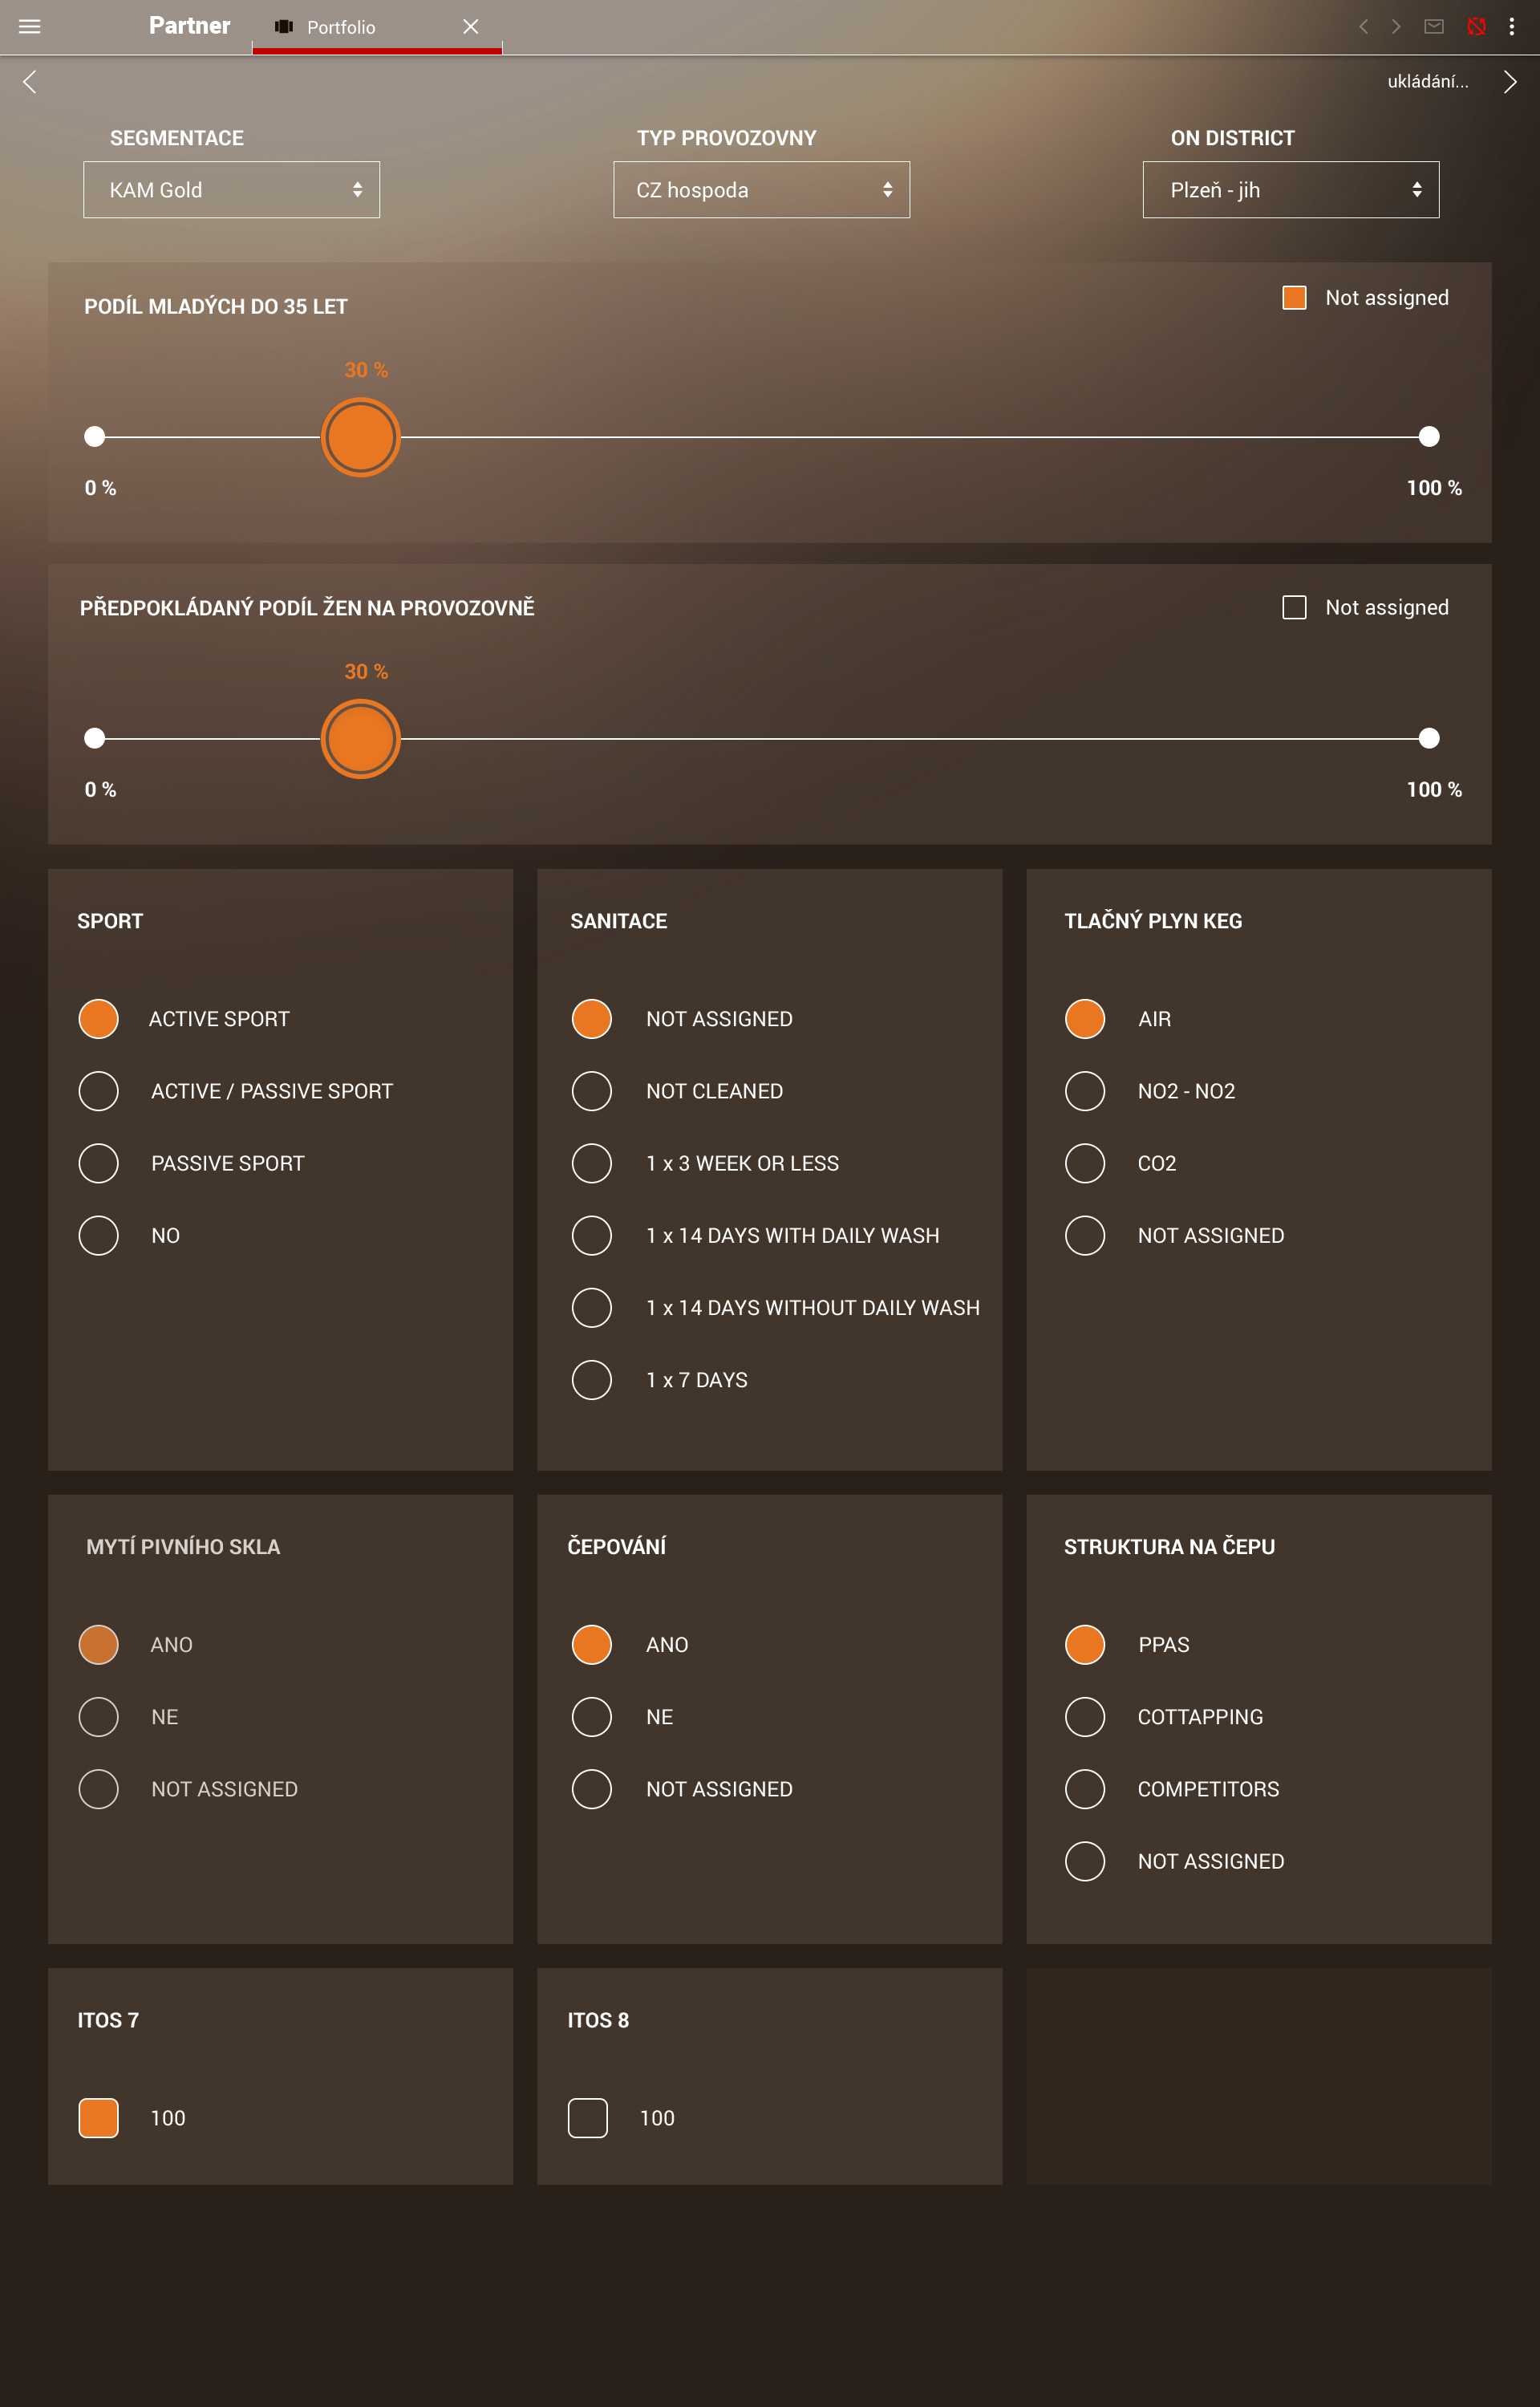 Partner
Portfolio
ukládání...
SEGMENTACE
TYP PROVOZOVNY
ON DISTRICT
KAM Gold
CZ hospoda
Plzeň - jih
PODÍL MLADÝCH DO 35 LET
Not assigned
30 %
0 %
100 %
PŘEDPOKLÁDANÝ PODÍL ŽEN NA PROVOZOVNĚ
Not assigned
30 %
0 %
100 %
SPORT
ACTIVE SPORT
ACTIVE / PASSIVE SPORT
PASSIVE SPORT
NO
SANITACE
NOT ASSIGNED
NOT CLEANED
1 x 3 WEEK OR LESS
1 x 14 DAYS WITH DAILY WASH
1 x 14 DAYS WITHOUT DAILY WASH
1 x 7 DAYS
TLAČNÝ PLYN KEG
AIR
NO2 - NO2
CO2
NOT ASSIGNED
MYTÍ PIVNÍHO SKLA
ANO
NE
NOT ASSIGNED
ČEPOVÁNÍ
ANO
NE
NOT ASSIGNED
STRUKTURA NA ČEPU
PPAS
COTTAPPING
COMPETITORS
NOT ASSIGNED
ITOS 7
100
ITOS 8
100